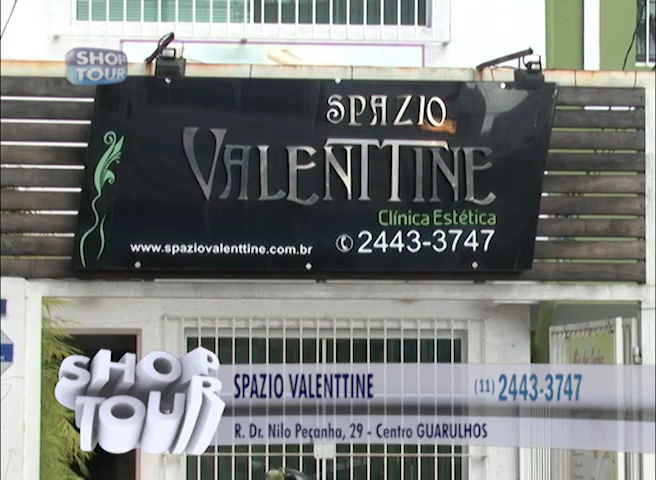 SHOP
TOUR
SPAZIO
VALENTTINE
Clínica Estética
www.spaziovalenttine.com.br
2443-3747
SHOP
TOUR
SPAZIO VALENTTINE
(11) 2443-3747
R. Dr. Nilo Peçanha, 29 - Centro GUARULHOS